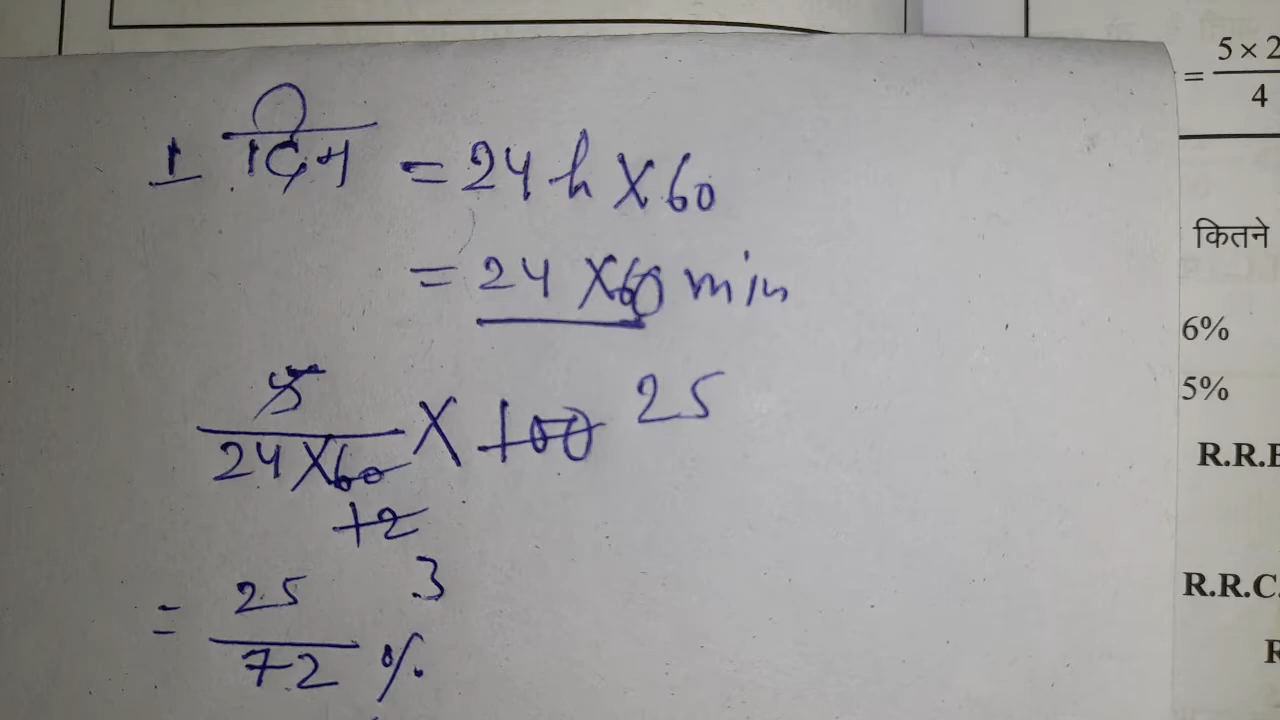 1 दिन = 24 h × 60
= 24 × 60 min
5
24 × 60 × 100 25
12
3
= 25
72 %
= 5 × 2
4
कितने
6%
5%
R.R.B
R.R.C.
R